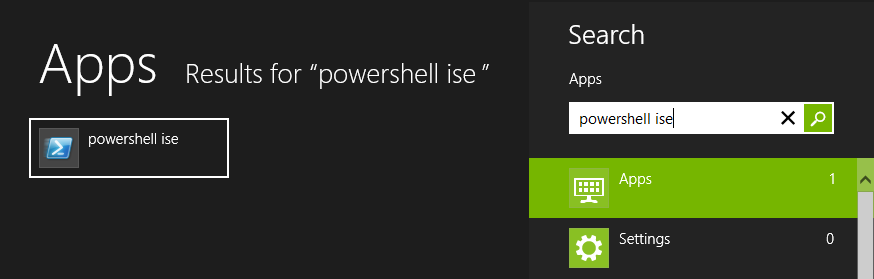 Apps Results for “powershell ise ”
powershell ise
Search
Apps
powershell ise
Apps 1
Settings 0